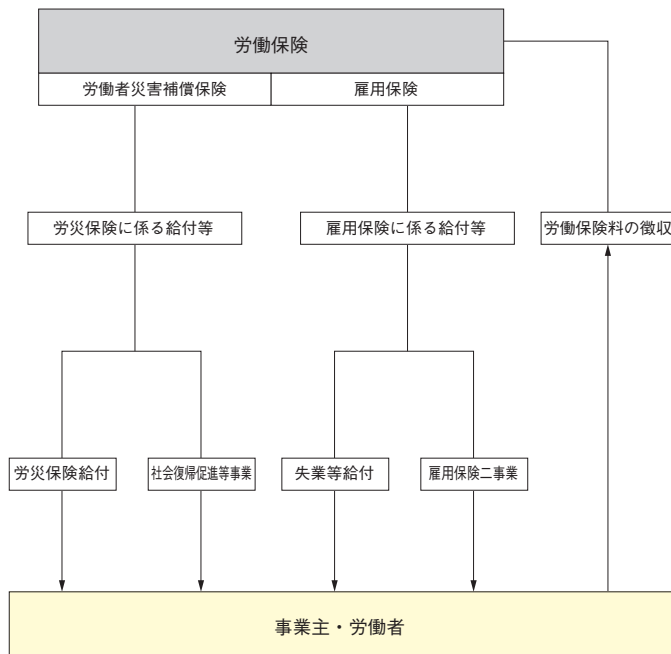 労働保険
労働者災害補償保険
雇用保険
労災保険に係る給付等
雇用保険に係る給付等
労働保険料の徴収
労災保険給付
社会復帰促進等事業
失業等給付
雇用保険二事業
事業主・労働者